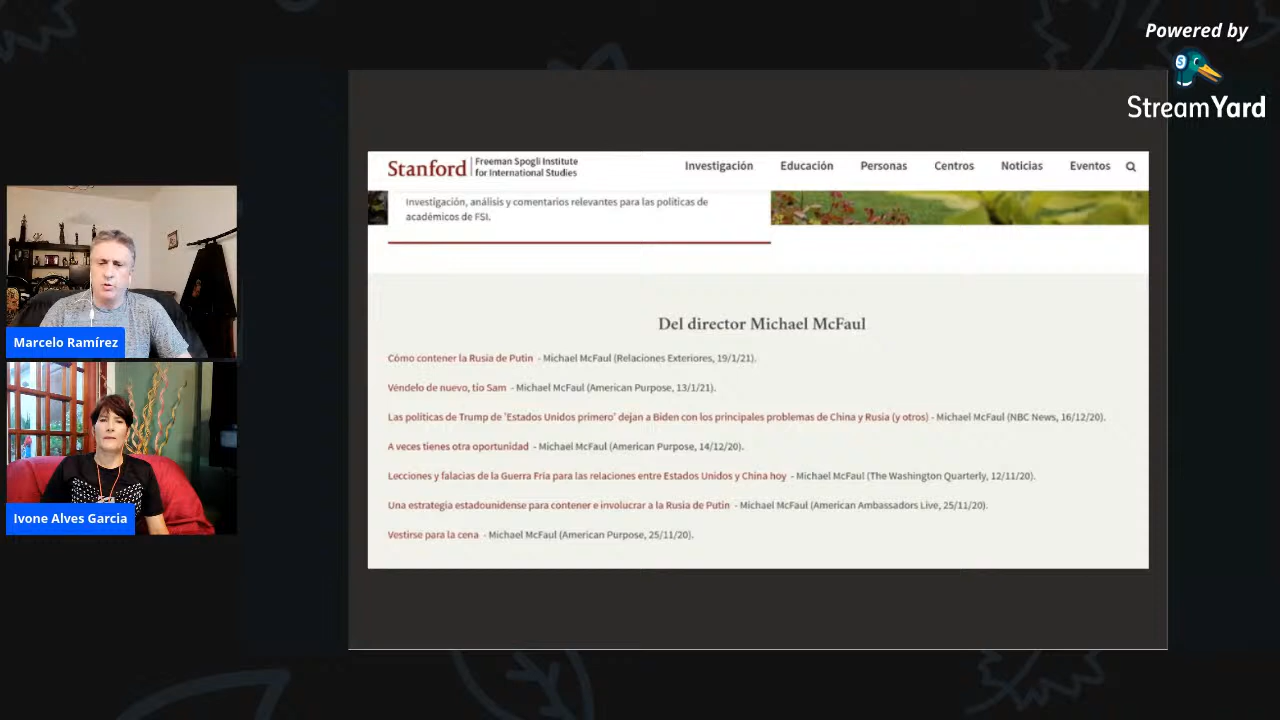 Powered by
StreamYard
Stanford
Freeman Spogli Institute
for International Studies
Investigación
Educación
Personas
Centros
Noticias
Eventos
Investigación, análisis y comentarios relevantes para las políticas de
académicos de FSI.
Del director Michael McFaul
Cómo contener la Rusia de Putin - Michael McFaul (Relaciones Exteriores, 19/1/21).
Véndelo de nuevo, tío Sam - Michael McFaul (American Purpose, 13/1/21).
Las políticas de Trump de 'Estados Unidos primero' dejan a Biden con los principales problemas de China y Rusia (y otros) - Michael McFaul (NBC News, 16/12/20).
A veces tienes otra oportunidad - Michael McFaul (American Purpose, 14/12/20).
Lecciones y falacias de la Guerra Fría para las relaciones entre Estados Unidos y China hoy - Michael McFaul (The Washington Quarterly, 12/11/20).
Una estrategia estadounidense para contener e involucrar a la Rusia de Putin - Michael McFaul (American Ambassadors Live, 25/11/20).
Vestirse para la cena - Michael McFaul (American Purpose, 25/11/20).
Marcelo Ramírez
Ivone Alves Garcia